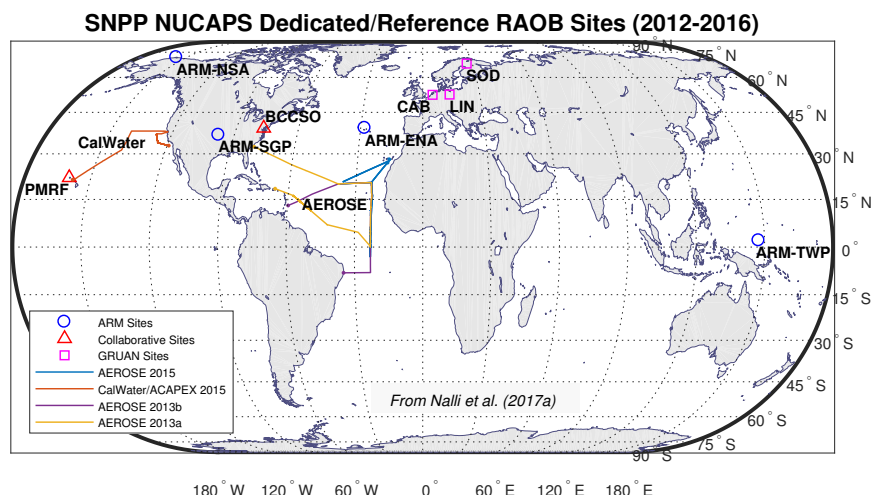 SNPP NUCAPS Dedicated/Reference RAOB Sites (2012-2016)
90° N
75° N
ARM-NSA
SOD
60° N
CAB
LIN
BCCSO
45° N
CalWater
ARM-SGP
ARM-ENA
30° N
PMRF
AEROSE
15° N
ARM-TWP
0°
15° S
ARM Sites
Collaborative Sites
30° S
GRUAN Sites
AEROSE 2015
CalWater/ACAPEX 2015
45° S
AEROSE 2013b
From Nalli et al. (2017a)
AEROSE 2013a
60° S
75° S
90° S
180° W 120° W 60° W 0° 60° E 120° E 180° E